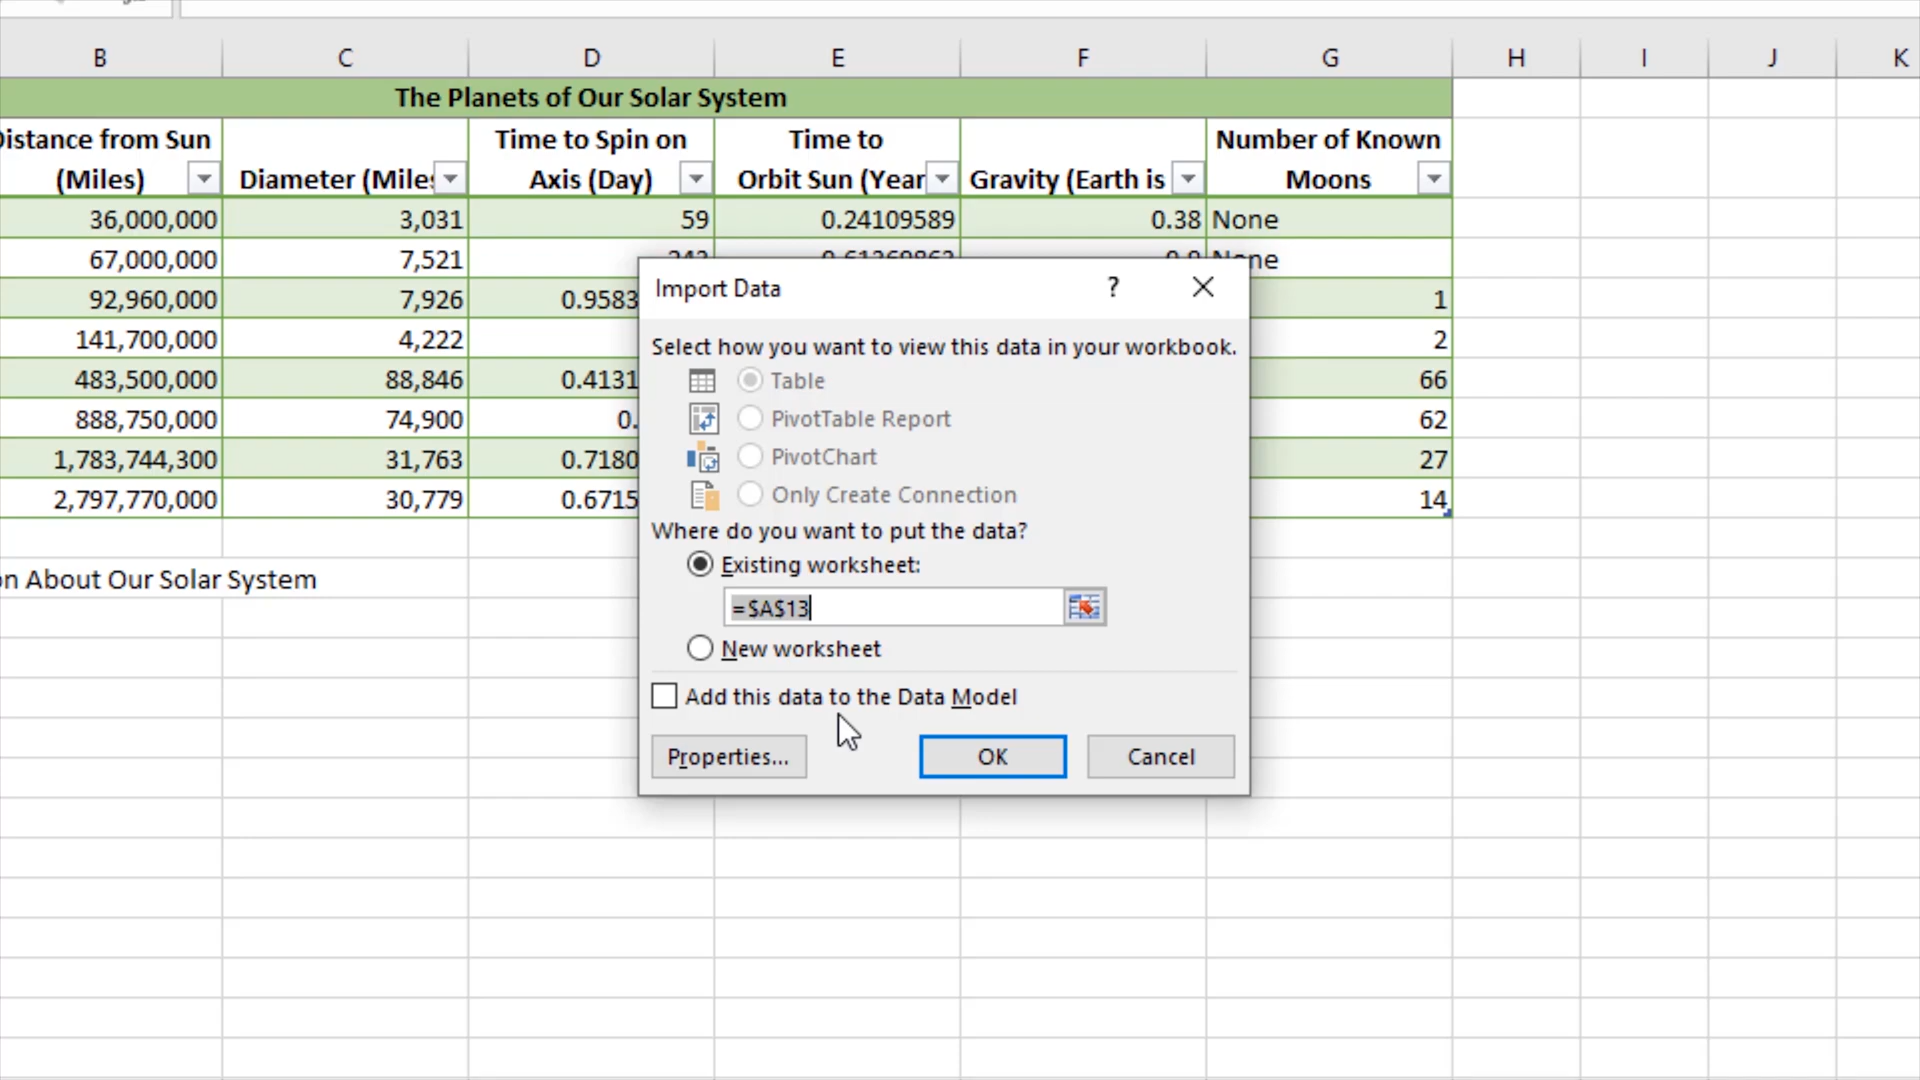 B C D E F G H I J K
The Planets of Our Solar System
Distance from Sun Time to Spin on Time to Number of Known
(Miles) Diameter (Miles Axis (Day) Orbit Sun (Year Gravity (Earth is Moons
36,000,000 3,031 59 0.24109589 0.38 None
67,000,000 7,521 None
92,960,000 7,926 0.9583 1
141,700,000 4,222 2
483,500,000 88,846 0.4131 66
888,750,000 74,900 0. 62
1,783,744,300 31,763 0.7180 27
2,797,770,000 30,779 0.6715 14
on About Our Solar System
Import Data ?
Select how you want to view this data in your workbook.
Table
PivotTable Report
PivotChart
Only Create Connection
Where do you want to put the data?
Existing worksheet:
=$A$13
New worksheet
Add this data to the Data Model
Properties... OK Cancel